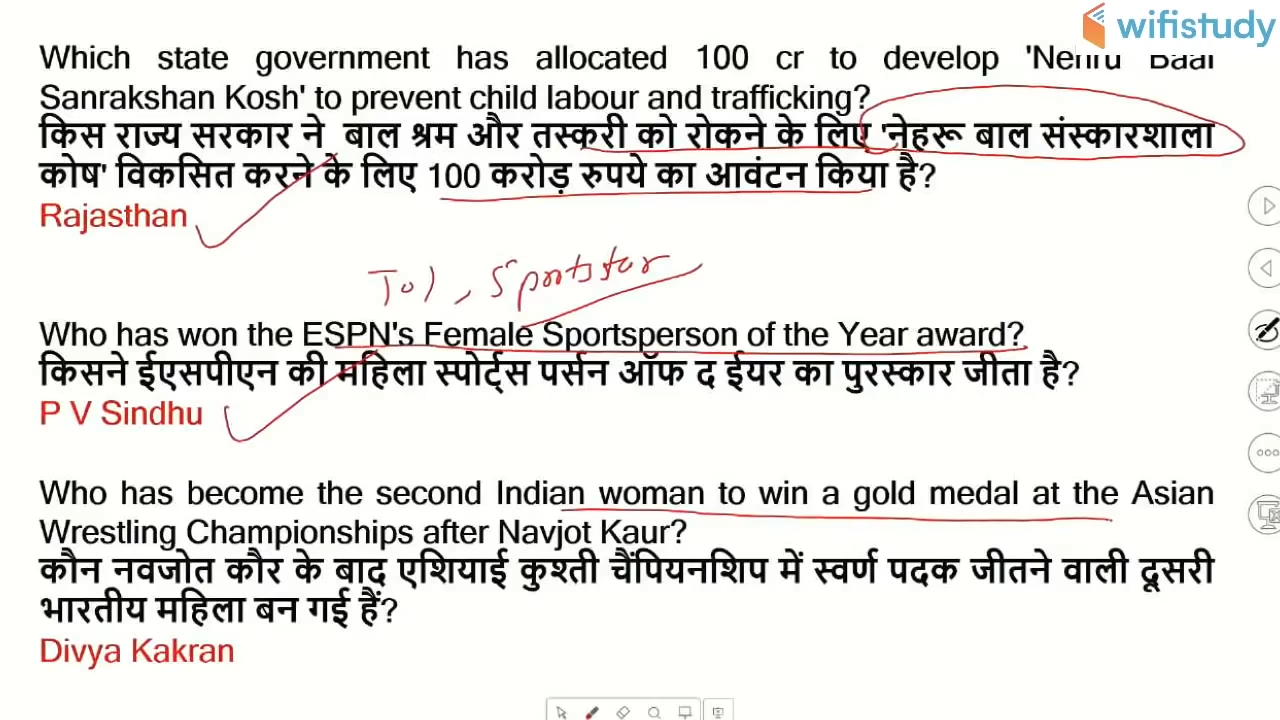 wifistudy
Which state government has allocated 100 cr to develop 'Nehru Baal
Sanrakshan Kosh' to prevent child labour and trafficking?
किस राज्य सरकार ने बाल श्रम और तस्करी को रोकने के लिए 'नेहरू बाल संस्कारशाला
कोष' विकसित करने के लिए 100 करोड़ रुपये का आवंटन किया है?
Rajasthan
ToI, Sportstar
Who has won the ESPN's Female Sportsperson of the Year award?
किसने ईएसपीएन की महिला स्पोर्ट्स पर्सन ऑफ द ईयर का पुरस्कार जीता है?
P V Sindhu
Who has become the second Indian woman to win a gold medal at the Asian
Wrestling Championships after Navjot Kaur?
कौन नवजोत कौर के बाद एशियाई कुश्ती चैंपियनशिप में स्वर्ण पदक जीतने वाली दूसरी
भारतीय महिला बन गई हैं?
Divya Kakran